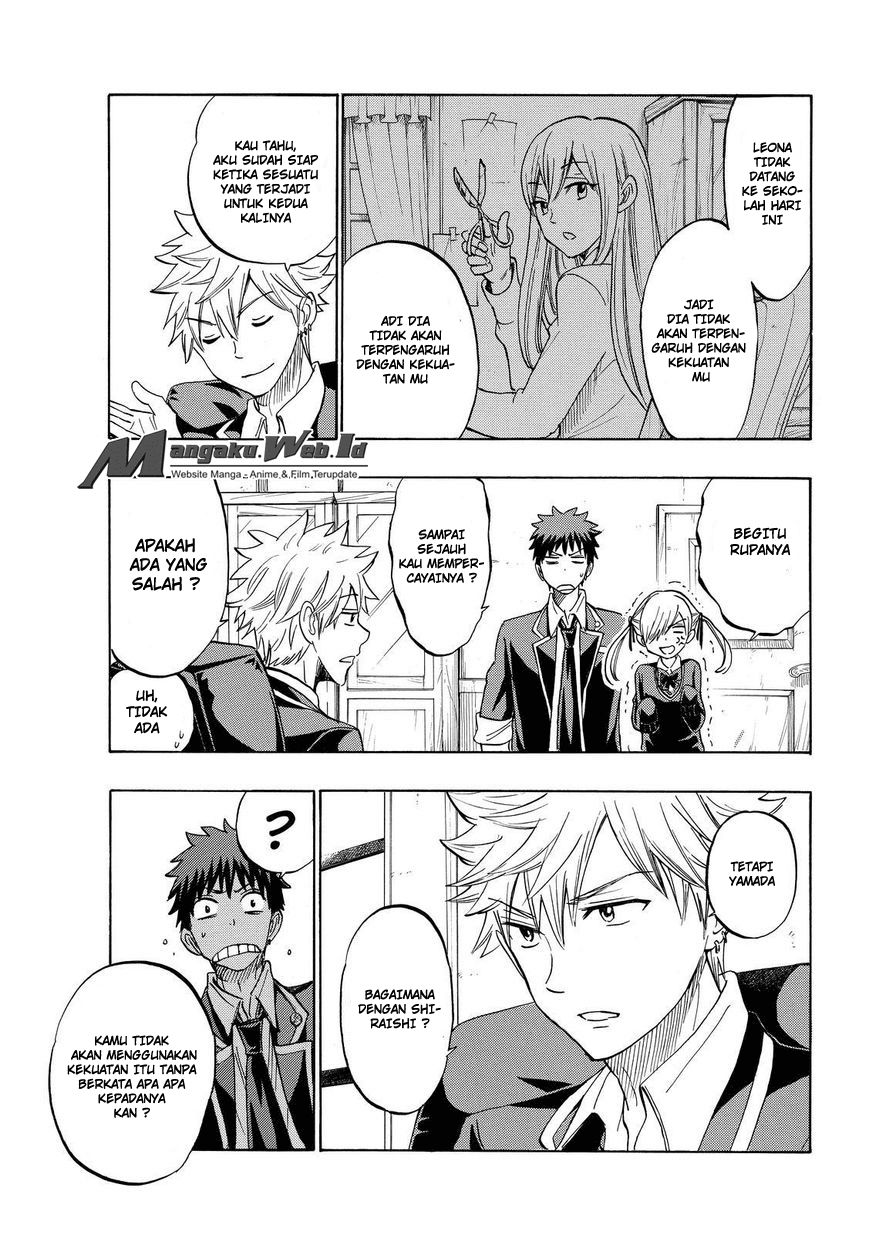 LEONA
TIDAK
DATANG
KE SEKO-
LAH HARI
INI
JADI
DIA TIDAK
AKAN TERPEN-
GARUH DENGAN
KEKUATAN
MU
ADI DIA
TIDAK AKAN
TERPENGARUH
DENGAN KEKUA-
TAN MU
KAU TAHU,
AKU SUDAH SIAP
KETIKA SESUATU
YANG TERJADI
UNTUK KEDUA
KALINYA
Mangaku.Web.Id
Website Manga - Anime & Film Terupdate
BEGITU
RUPANYA
SAMPAI
SEJAUH
KAU MEMPER-
CAYAINYA ?
APAKAH
ADA YANG
SALAH ?
UH,
TIDAK
ADA
TETAPI
YAMADA
BAGAIMANA
DENGAN SHI-
RAISHI ?
?
KAMU TIDAK
AKAN MENGGUNAKAN
KEKUATAN ITU TANPA
BERKATA APA APA
KEPADANYA
KAN ?